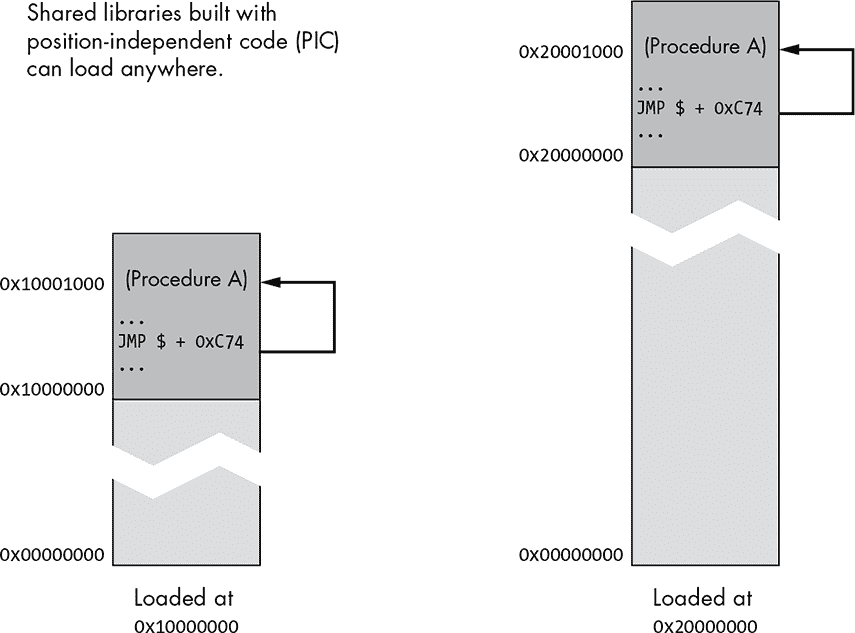 Shared libraries built with
position-independent code (PIC)
can load anywhere.
0x10001000
(Procedure A)
...
JMP $ + 0xC74
...
0x10000000
0x00000000
Loaded at
0x10000000
0x20001000
(Procedure A)
...
JMP $ + 0xC74
...
0x20000000
0x00000000
Loaded at
0x20000000